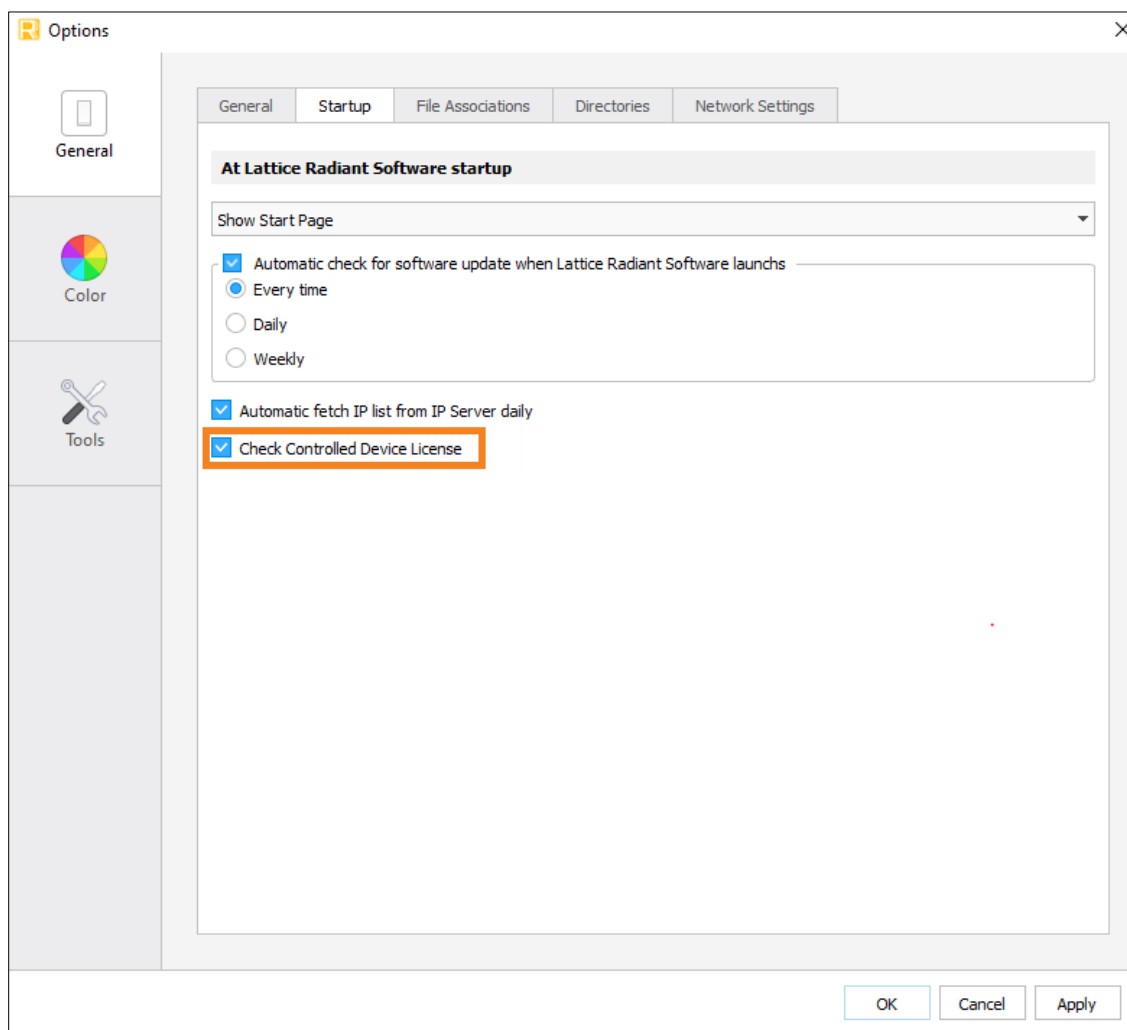 Options
General
Color
Tools
General Startup File Associations Directories Network Settings
At Lattice Radiant Software startup
Show Start Page
Automatic check for software update when Lattice Radiant Software launchs
Every time
Daily
Weekly
Automatic fetch IP list from IP Server daily
Check Controlled Device License
OK Cancel Apply